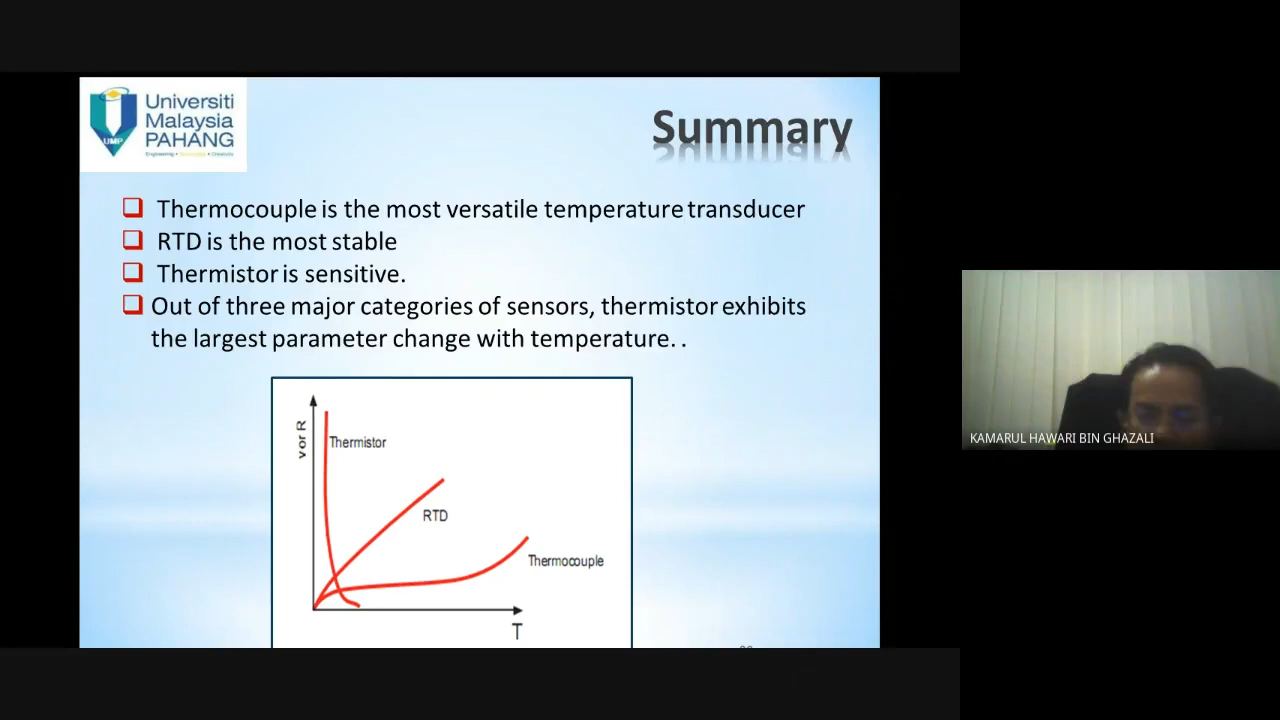 Universiti
Malaysia
PAHANG
UMP
Summary
Thermocouple is the most versatile temperature transducer
RTD is the most stable
Thermistor is sensitive.
Out of three major categories of sensors, thermistor exhibits
the largest parameter change with temperature. .
v or R
Thermistor
RTD
Thermocouple
T
KAMARUL HAWARI BIN GHAZALI